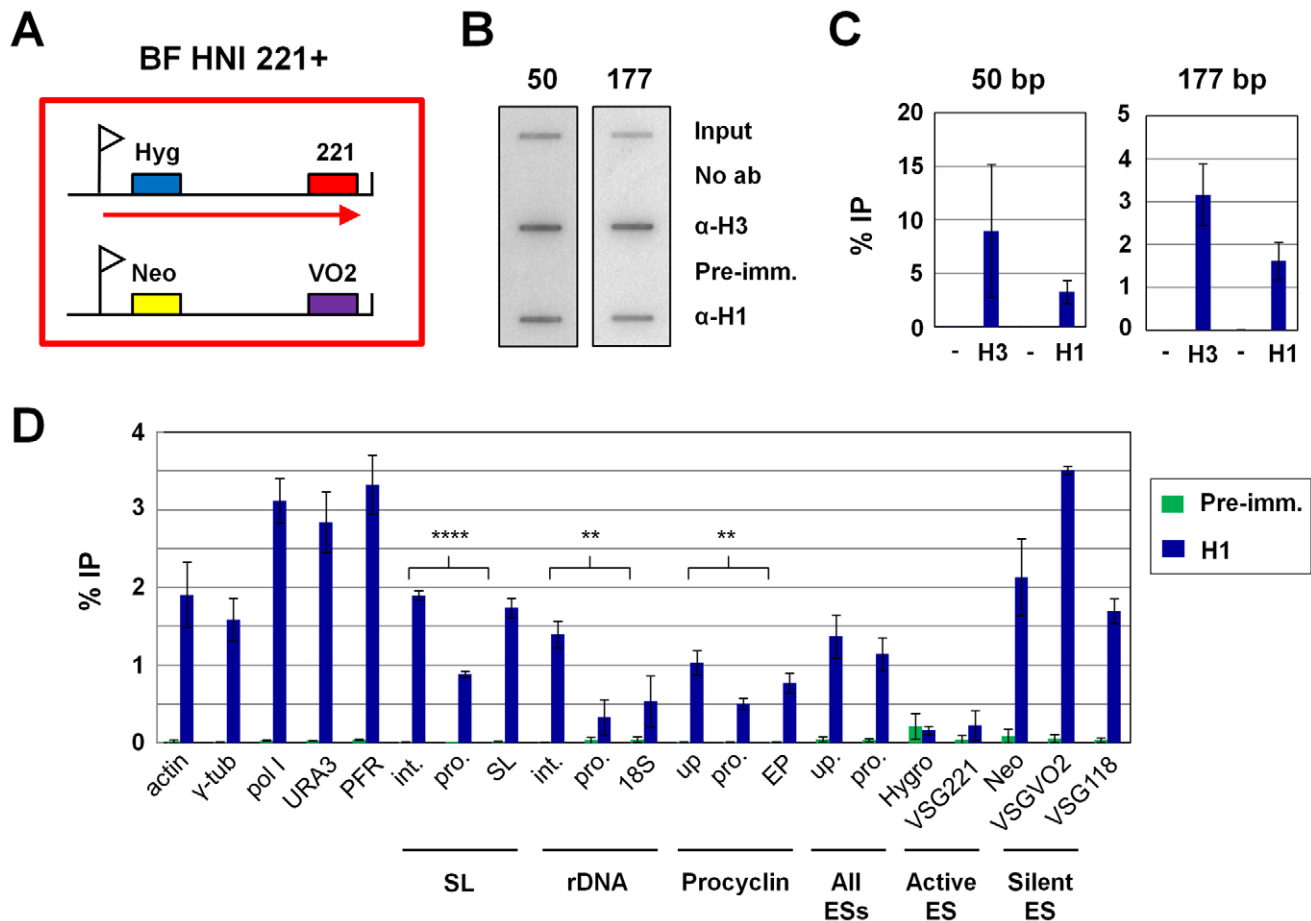 A
BF HNI 221+
Hyg
221
Neo
VO2
B
50
177
Input
No ab
α-H3
Pre-imm.
α-H1
C
50 bp
177 bp
% IP
20
15
10
5
0
-
H3
-
H1
5
4
3
2
1
0
-
H3
-
H1
D
% IP
4
3
2
1
0
****
**
**
Pre-imm.
H1
actin
γ-tub
pol I
URA3
PFR
int.
pro.
SL
int.
pro.
18S
up
pro.
EP
up.
pro.
Hygro
VSG221
Neo
VSGVO2
VSG118
SL
rDNA
Procyclin
All
ESs
Active
ES
Silent
ES